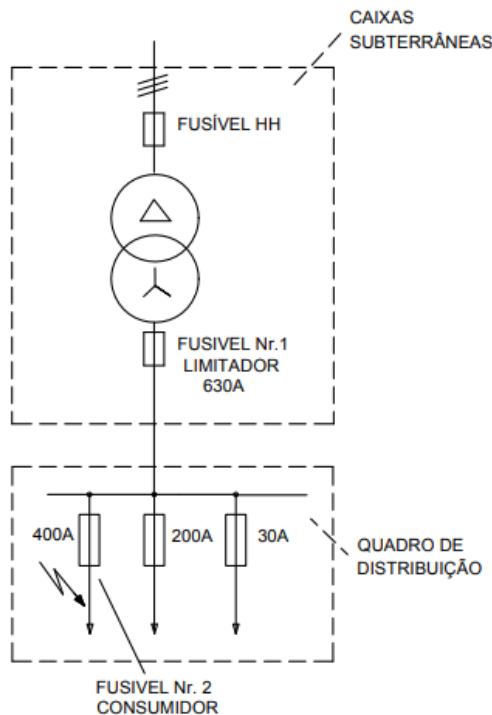 CAIXAS
SUBTERRÂNEAS
FUSÍVEL HH
FUSIVEL Nr.1
LIMITADOR
630A
400A
200A
30A
QUADRO DE
DISTRIBUIÇÃO
FUSIVEL Nr. 2
CONSUMIDOR